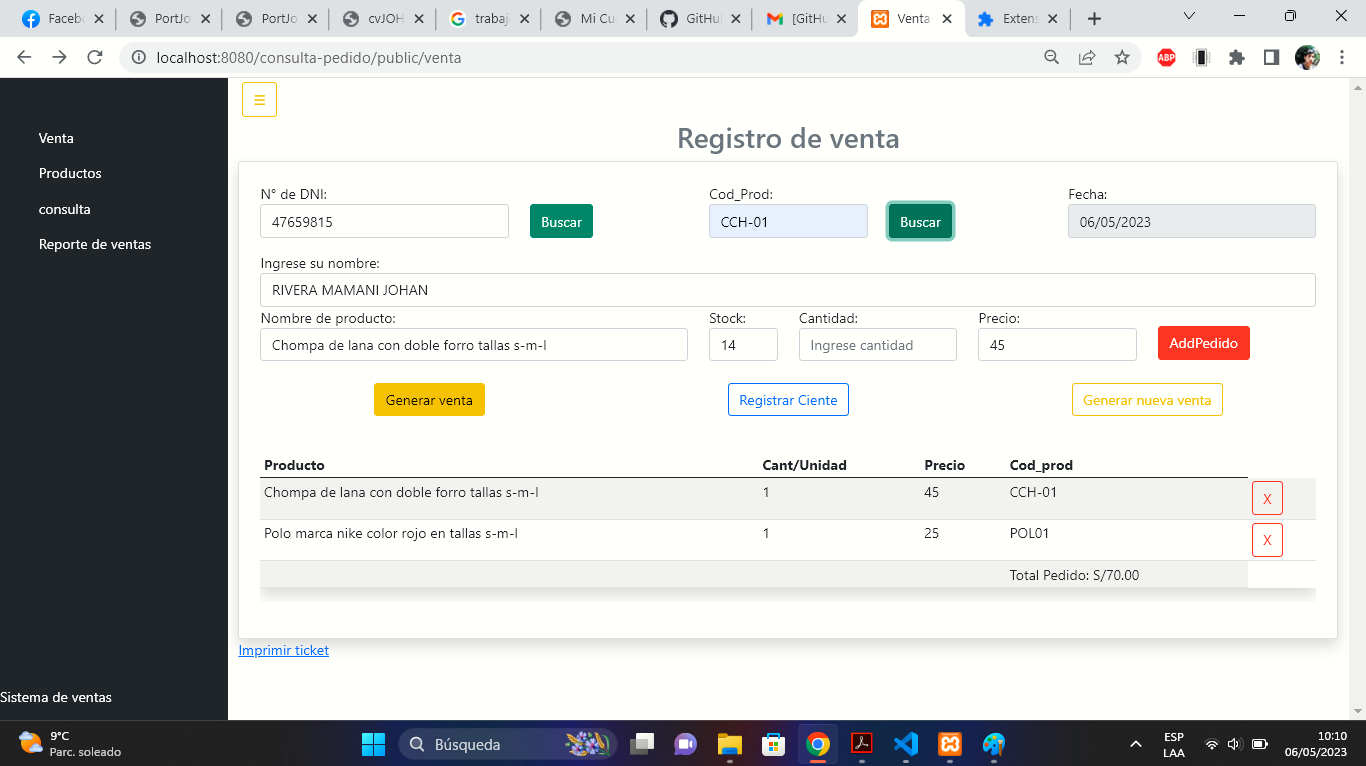 Faceb
PortJo
PortJo
cvJOH
trabaj
Mi Cu
GitHu
[GitHu
Venta
Extens
localhost:8080/consulta-pedido/public/venta
ABP
Venta
Productos
consulta
Reporte de ventas
Sistema de ventas
Registro de venta
N° de DNI:
Cod_Prod:
Fecha:
47659815
Buscar
CCH-01
Buscar
06/05/2023
Ingrese su nombre:
RIVERA MAMANI JOHAN
Nombre de producto:
Stock:
Cantidad:
Precio:
Chompa de lana con doble forro tallas s-m-l
14
Ingrese cantidad
45
AddPedido
Generar venta
Registrar Ciente
Generar nueva venta
Producto Cant/Unidad Precio Cod_prod
Chompa de lana con doble forro tallas s-m-l 1 45 CCH-01 X
Polo marca nike color rojo en tallas s-m-l 1 25 POL01 X
Total Pedido: S/70.00
Imprimir ticket
9°C
Parc. soleado
Búsqueda
ESP
LAA
10:10
06/05/2023